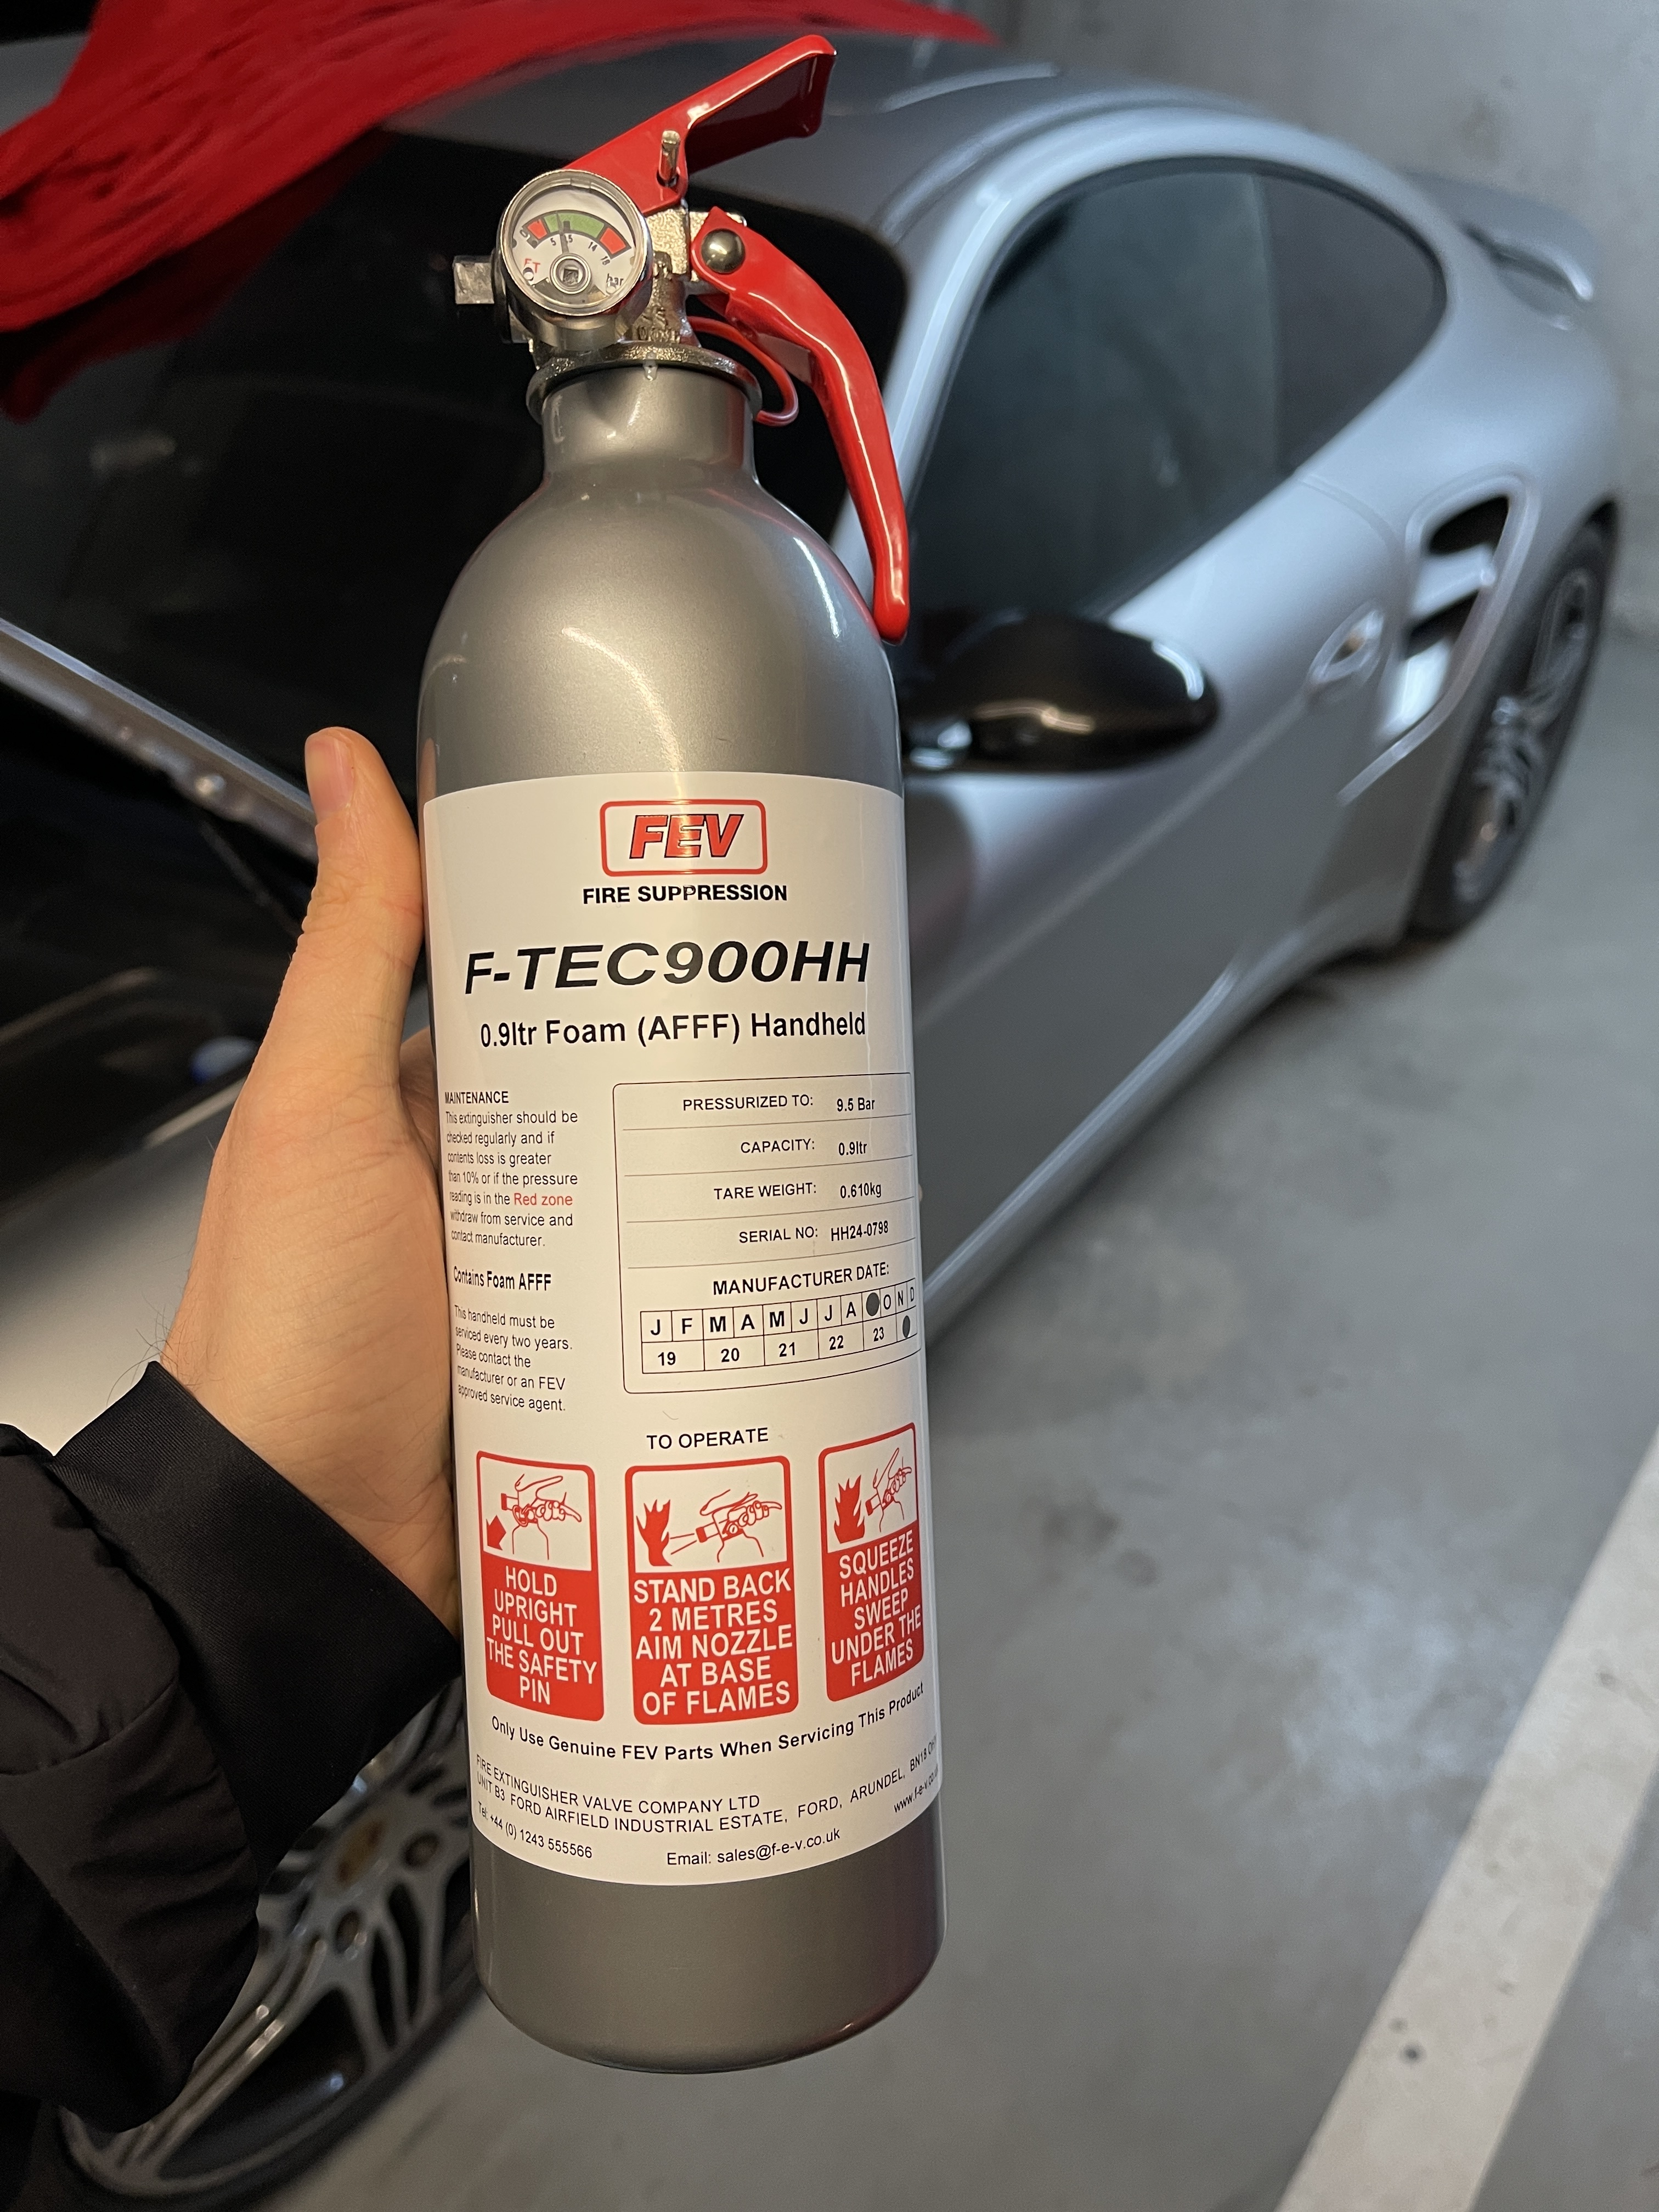 5 14 18
bar
FEV
FIRE SUPPRESSION
F-TEC900HH
0.9ltr Foam (AFFF) Handheld
MAINTENANCE
This extinguisher should be
checked regularly and if
contents loss is greater
than 10% or if the pressure
reading is in the Red zone
withdraw from service and
contact manufacturer.
Contains Foam AFFF
This handheld must be
serviced every two years.
Please contact the
manufacturer or an FEV
approved service agent.
PRESSURIZED TO: 9.5 Bar
CAPACITY: 0.9ltr
TARE WEIGHT: 0.610kg
SERIAL NO: HH24-0798
MANUFACTURER DATE:
J F M A M J J A O N D
19 20 21 22 23
TO OPERATE
HOLD
UPRIGHT
PULL OUT
THE SAFETY
PIN
STAND BACK
2 METRES
AIM NOZZLE
AT BASE
OF FLAMES
SQUEEZE
HANDLES
SWEEP
UNDER THE
FLAMES
Only Use Genuine FEV Parts When Servicing This Product
FIRE EXTINGUISHER VALVE COMPANY LTD
UNIT B3 FORD AIRFIELD INDUSTRIAL ESTATE, FORD, ARUNDEL, BN18
Tel: +44 (0) 1243 555566
Email: sales@f-e-v.co.uk